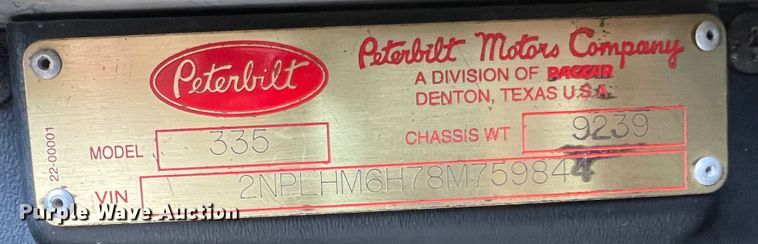 Peterbilt
Peterbilt Motors Company
A DIVISION OF PACCAR
DENTON, TEXAS U.S.A.
MODEL 335
CHASSIS WT 9239
VIN 2NPLHM6H78M759844
22-00001
Purple Wave Auction